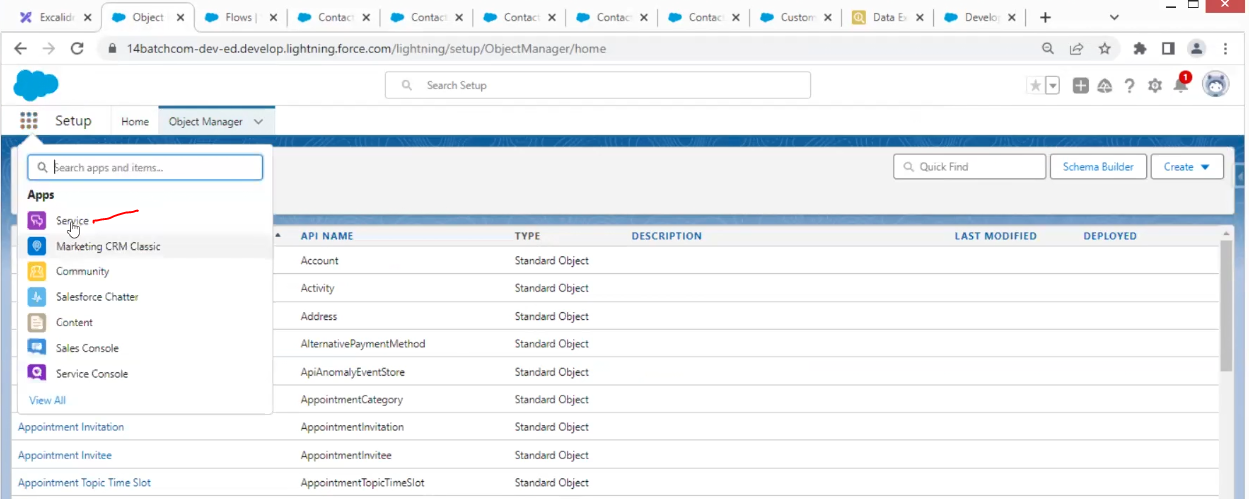 Excalidr
Object
Flows |
Contact
Contact
Contact
Contact
Contact
Custom
Data Ex
Develop
14batchcom-dev-ed.develop.lightning.force.com/lightning/setup/ObjectManager/home
Search Setup
1
Setup
Home
Object Manager
Search apps and items...
Quick Find
Schema Builder
Create
Apps
Service
Marketing CRM Classic
Community
Salesforce Chatter
Content
Sales Console
Service Console
View All
API NAME TYPE DESCRIPTION LAST MODIFIED DEPLOYED
Account Standard Object
Activity Standard Object
Address Standard Object
AlternativePaymentMethod Standard Object
ApiAnomalyEventStore Standard Object
AppointmentCategory Standard Object
Appointment Invitation AppointmentInvitation Standard Object
Appointment Invitee AppointmentInvitee Standard Object
Appointment Topic Time Slot AppointmentTopicTimeSlot Standard Object